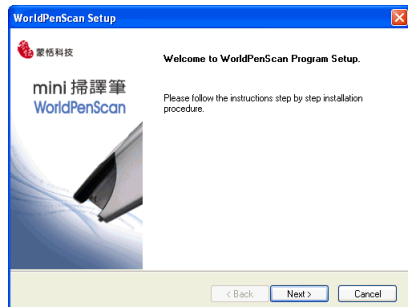 WorldPenScan Setup
蒙恬科技
mini 掃譯筆
WorldPenScan
Welcome to WorldPenScan Program Setup.
Please follow the instructions step by step installation
procedure.
< Back
Next >
Cancel